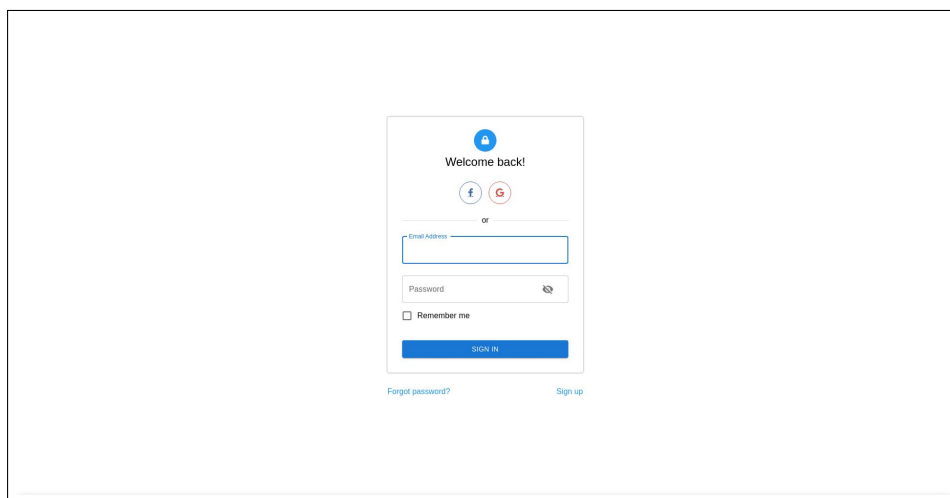 Welcome back!
f G
or
Email Address
Password
Remember me
SIGN IN
Forgot password? Sign up